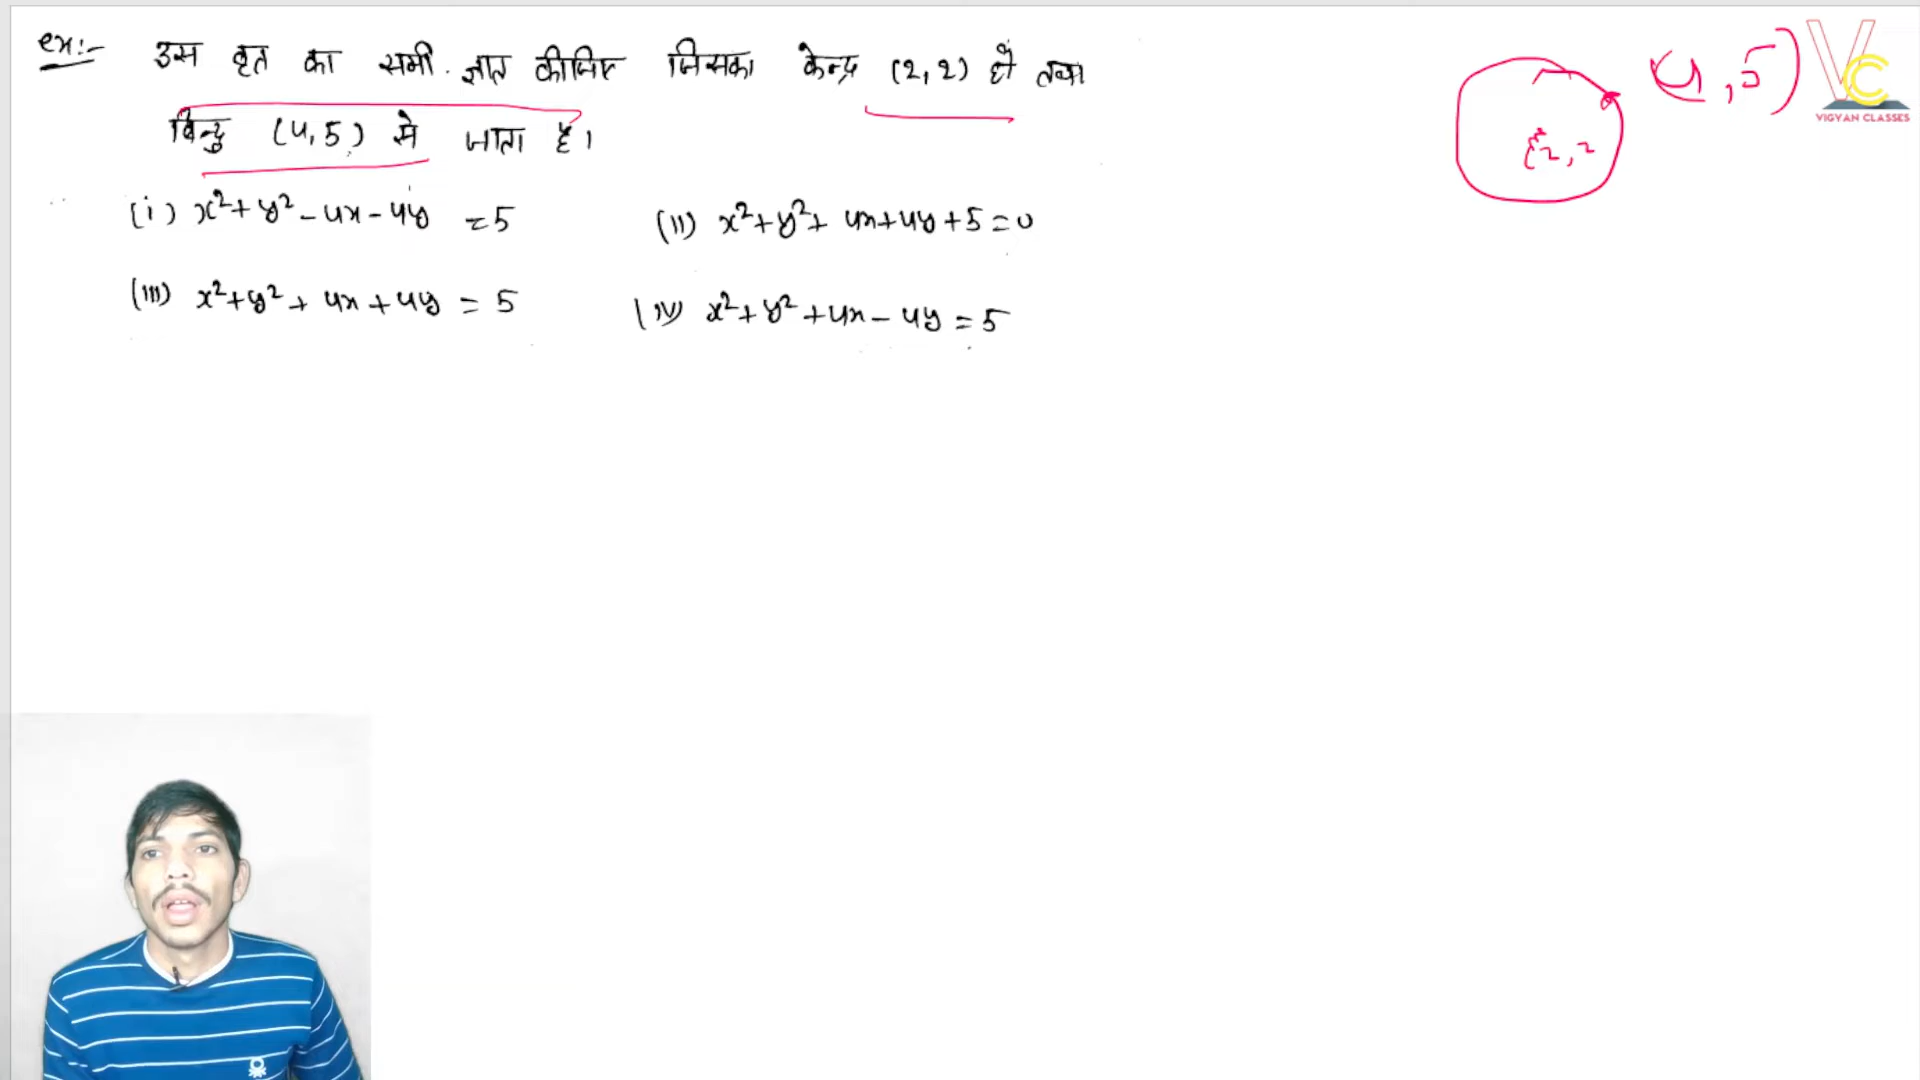 ex:- उस वृत का समी. ज्ञात कीजिए जिसका केन्द्र (2,2) हो तथा
बिन्दु (4,5) से जाता है।
(i) x²+y²-4x-4y =5
(ii) x²+y²+ 4x+4y+5=0
(iii) x²+y²+ 4x+4y = 5
(iv) x²+y²+4x-4y=5
(4,5)
2,2
VC
VIGYAN CLASSES